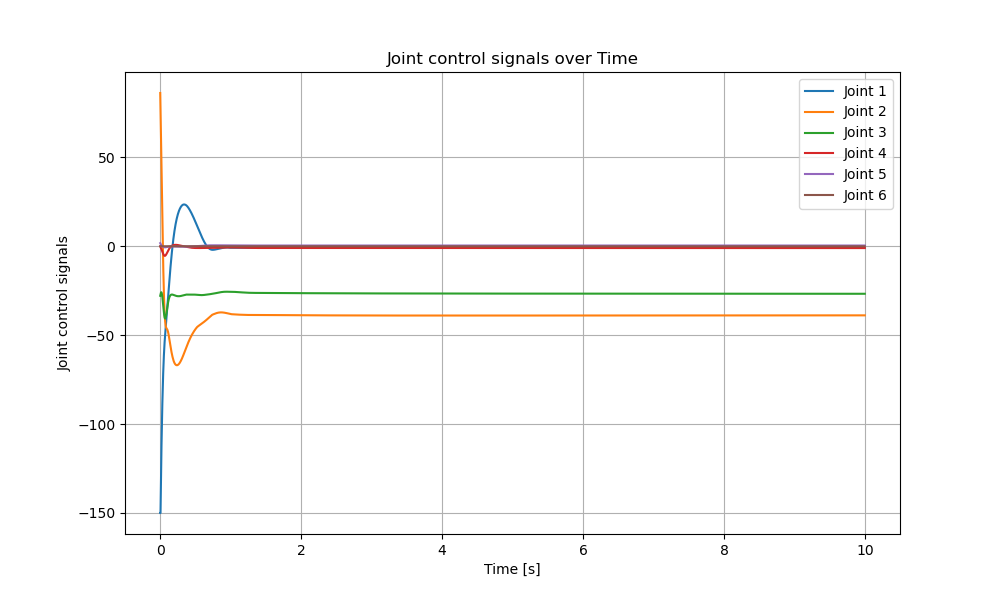 Joint control signals over Time
Joint control signals
50
0
−50
−100
−150
0
2
4
6
8
10
Time [s]
Joint 1
Joint 2
Joint 3
Joint 4
Joint 5
Joint 6